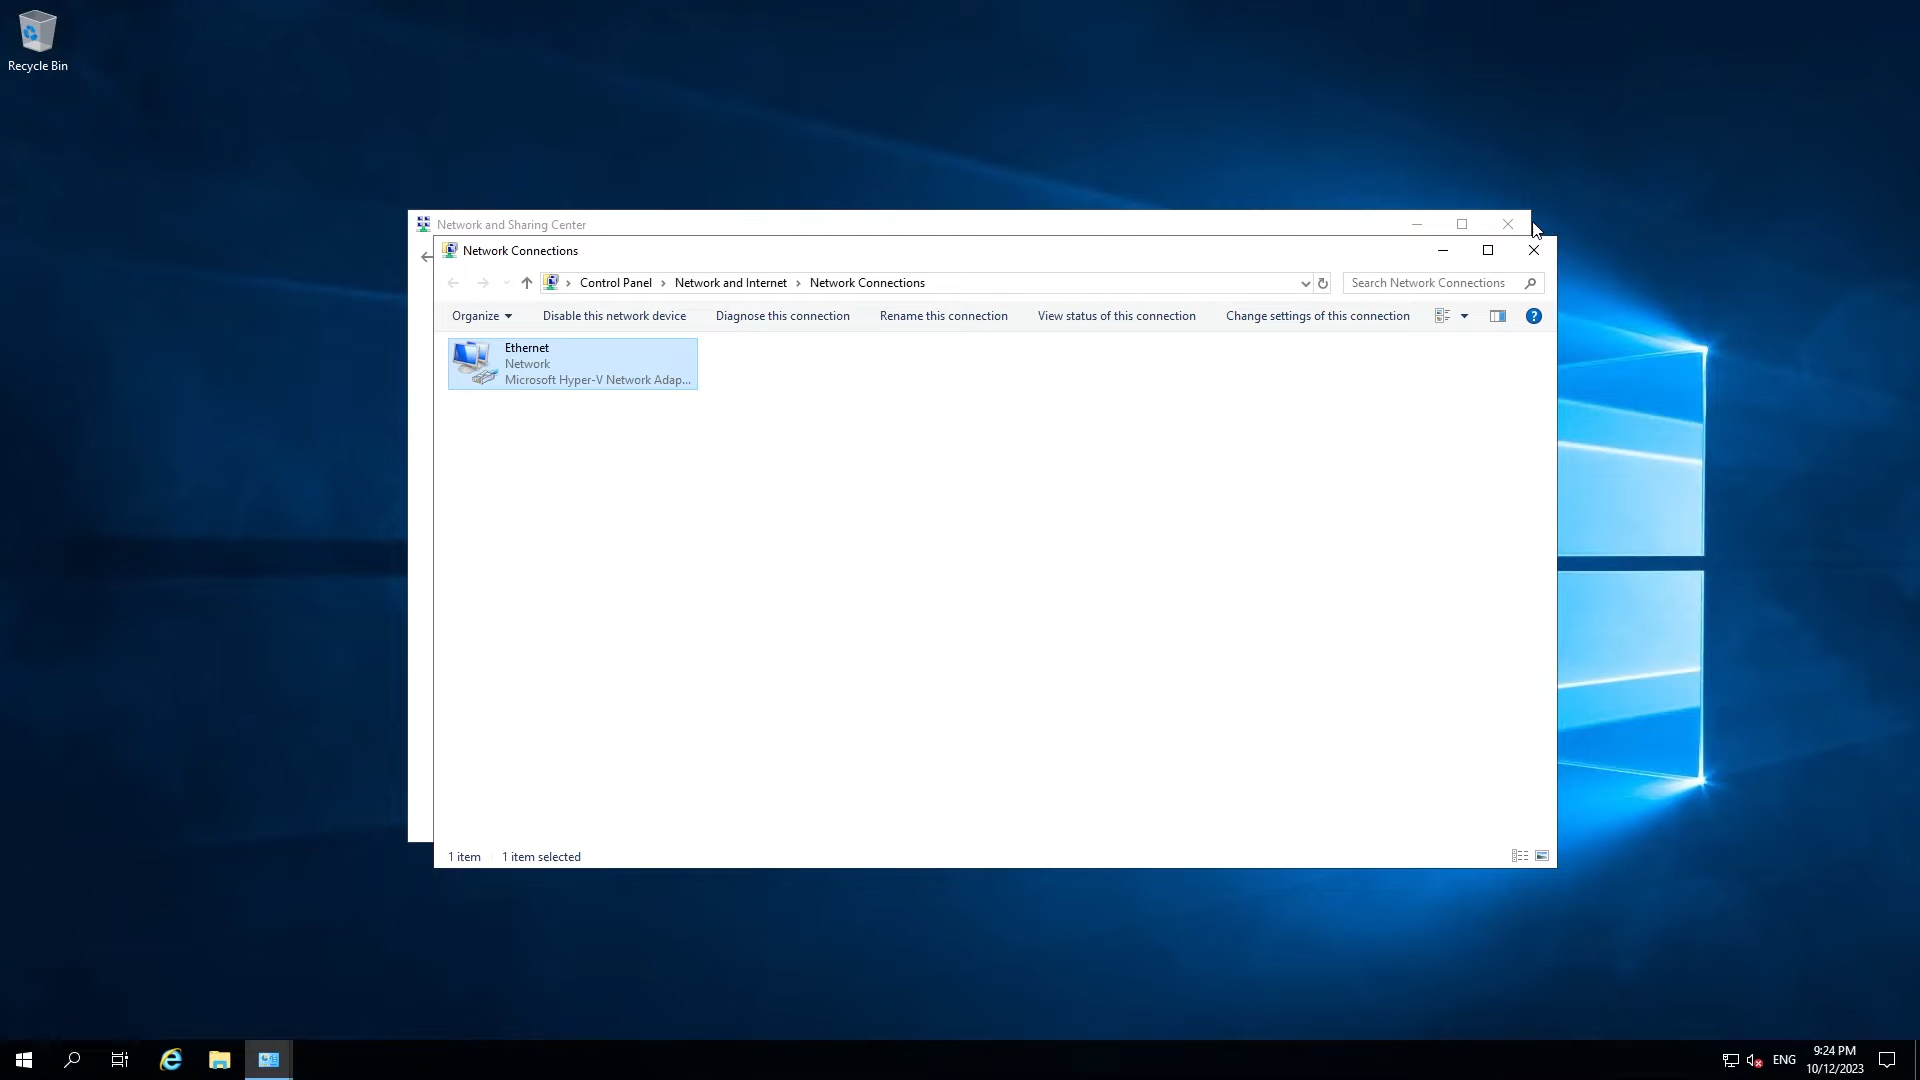 Recycle Bin
Network and Sharing Center
Network Connections
Control Panel
Network and Internet
Network Connections
Search Network Connections
Organize
Disable this network device
Diagnose this connection
Rename this connection
View status of this connection
Change settings of this connection
Ethernet
Network
Microsoft Hyper-V Network Adap...
1 item
1 item selected
ENG
9:24 PM
10/12/2023